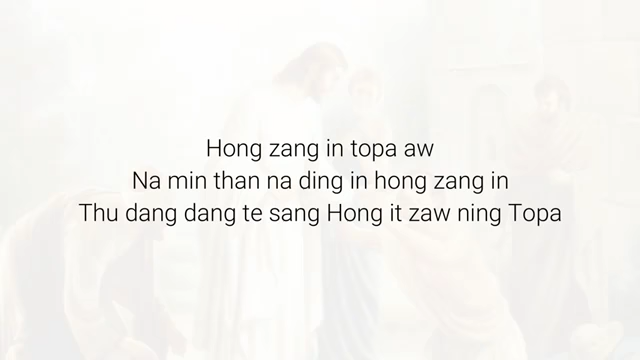 Hong zang in topa aw
Na min than na ding in hong zang in
Thu dang dang te sang Hong it zaw ning Topa